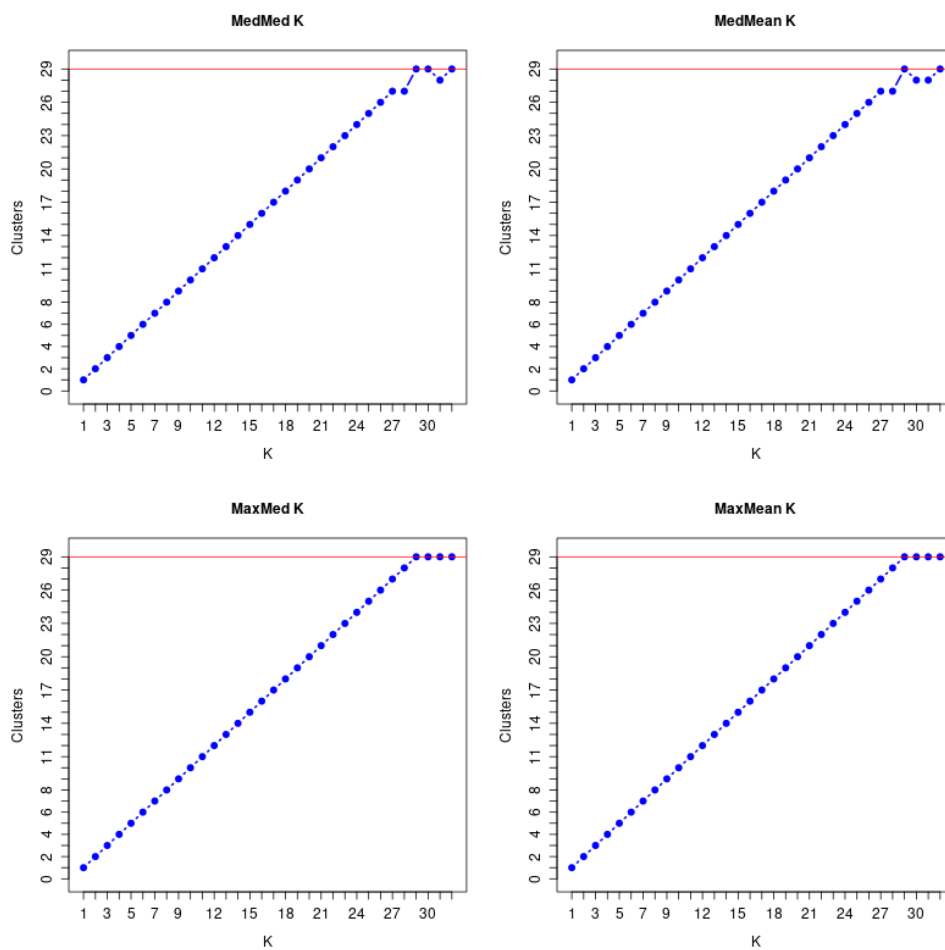 MedMed K
Clusters
0 2 4 6 8 11 14 17 20 23 26 29
1 3 5 7 9 12 15 18 21 24 27 30
K
MedMean K
Clusters
0 2 4 6 8 11 14 17 20 23 26 29
1 3 5 7 9 12 15 18 21 24 27 30
K
MaxMed K
Clusters
0 2 4 6 8 11 14 17 20 23 26 29
1 3 5 7 9 12 15 18 21 24 27 30
K
MaxMean K
Clusters
0 2 4 6 8 11 14 17 20 23 26 29
1 3 5 7 9 12 15 18 21 24 27 30
K